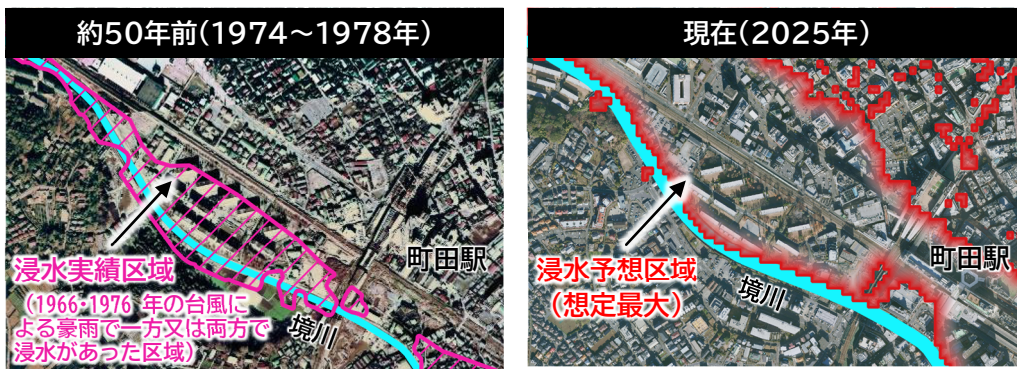 約50年前(1974～1978年)
町田駅
浸水実績区域
(1966・1976 年の台風に
よる豪雨で一方又は両方で
浸水があった区域)
境川
現在(2025年)
町田駅
浸水予想区域
(想定最大)
境川